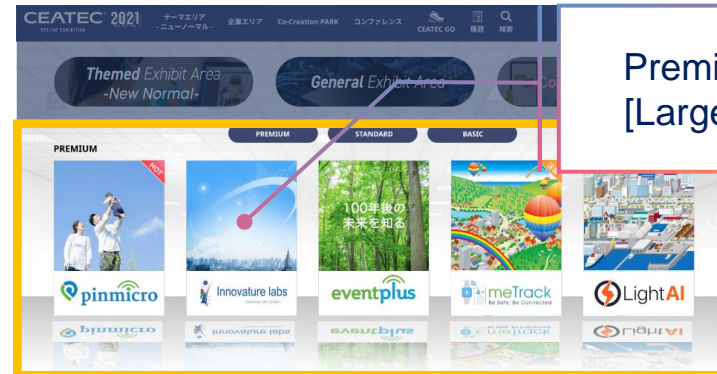 CEATEC 2021
テーマエリア
-ニューノーマル-
企業エリア
Co-Creation PARK
コンファレンス
CEATEC GO
履歴
検索
Themed Exhibit Area
-New Normal-
General Exhibit Area
Co
Premi
[Large
PREMIUM
STANDARD
BASIC
PREMIUM
HOT
100年後の
未来を知る
pinmicro
Innovature labs
eventplus
meTrack
Be Safe, Be Connected
LightAI